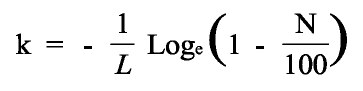 k = - 1/L Logₑ(1 - N/100)